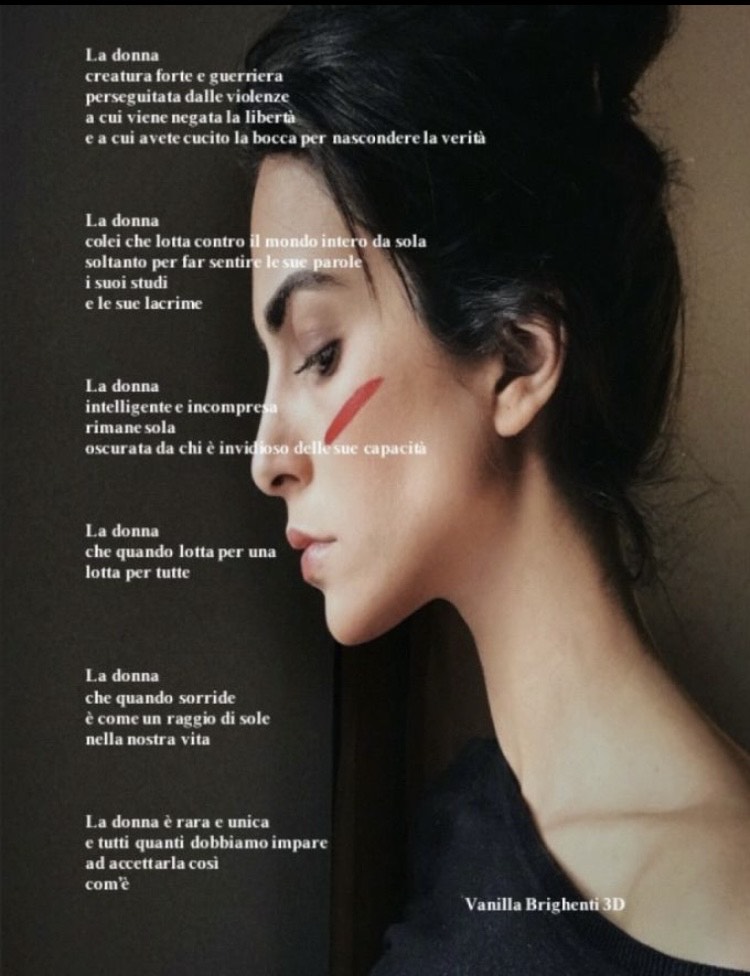 La donna
creatura forte e guerriera
perseguitata dalle violenze
a cui viene negata la libertà
e a cui avete cucito la bocca per nascondere la verità
La donna
colei che lotta contro il mondo intero da sola
soltanto per far sentire le sue parole
i suoi studi
e le sue lacrime
La donna
intelligente e incompresa
rimane sola
oscurata da chi è invidioso delle sue capacità
La donna
che quando lotta per una
lotta per tutte
La donna
che quando sorride
è come un raggio di sole
nella nostra vita
La donna è rara e unica
e tutti quanti dobbiamo impare
ad accettarla così
com'è
Vanilla Brighenti 3D